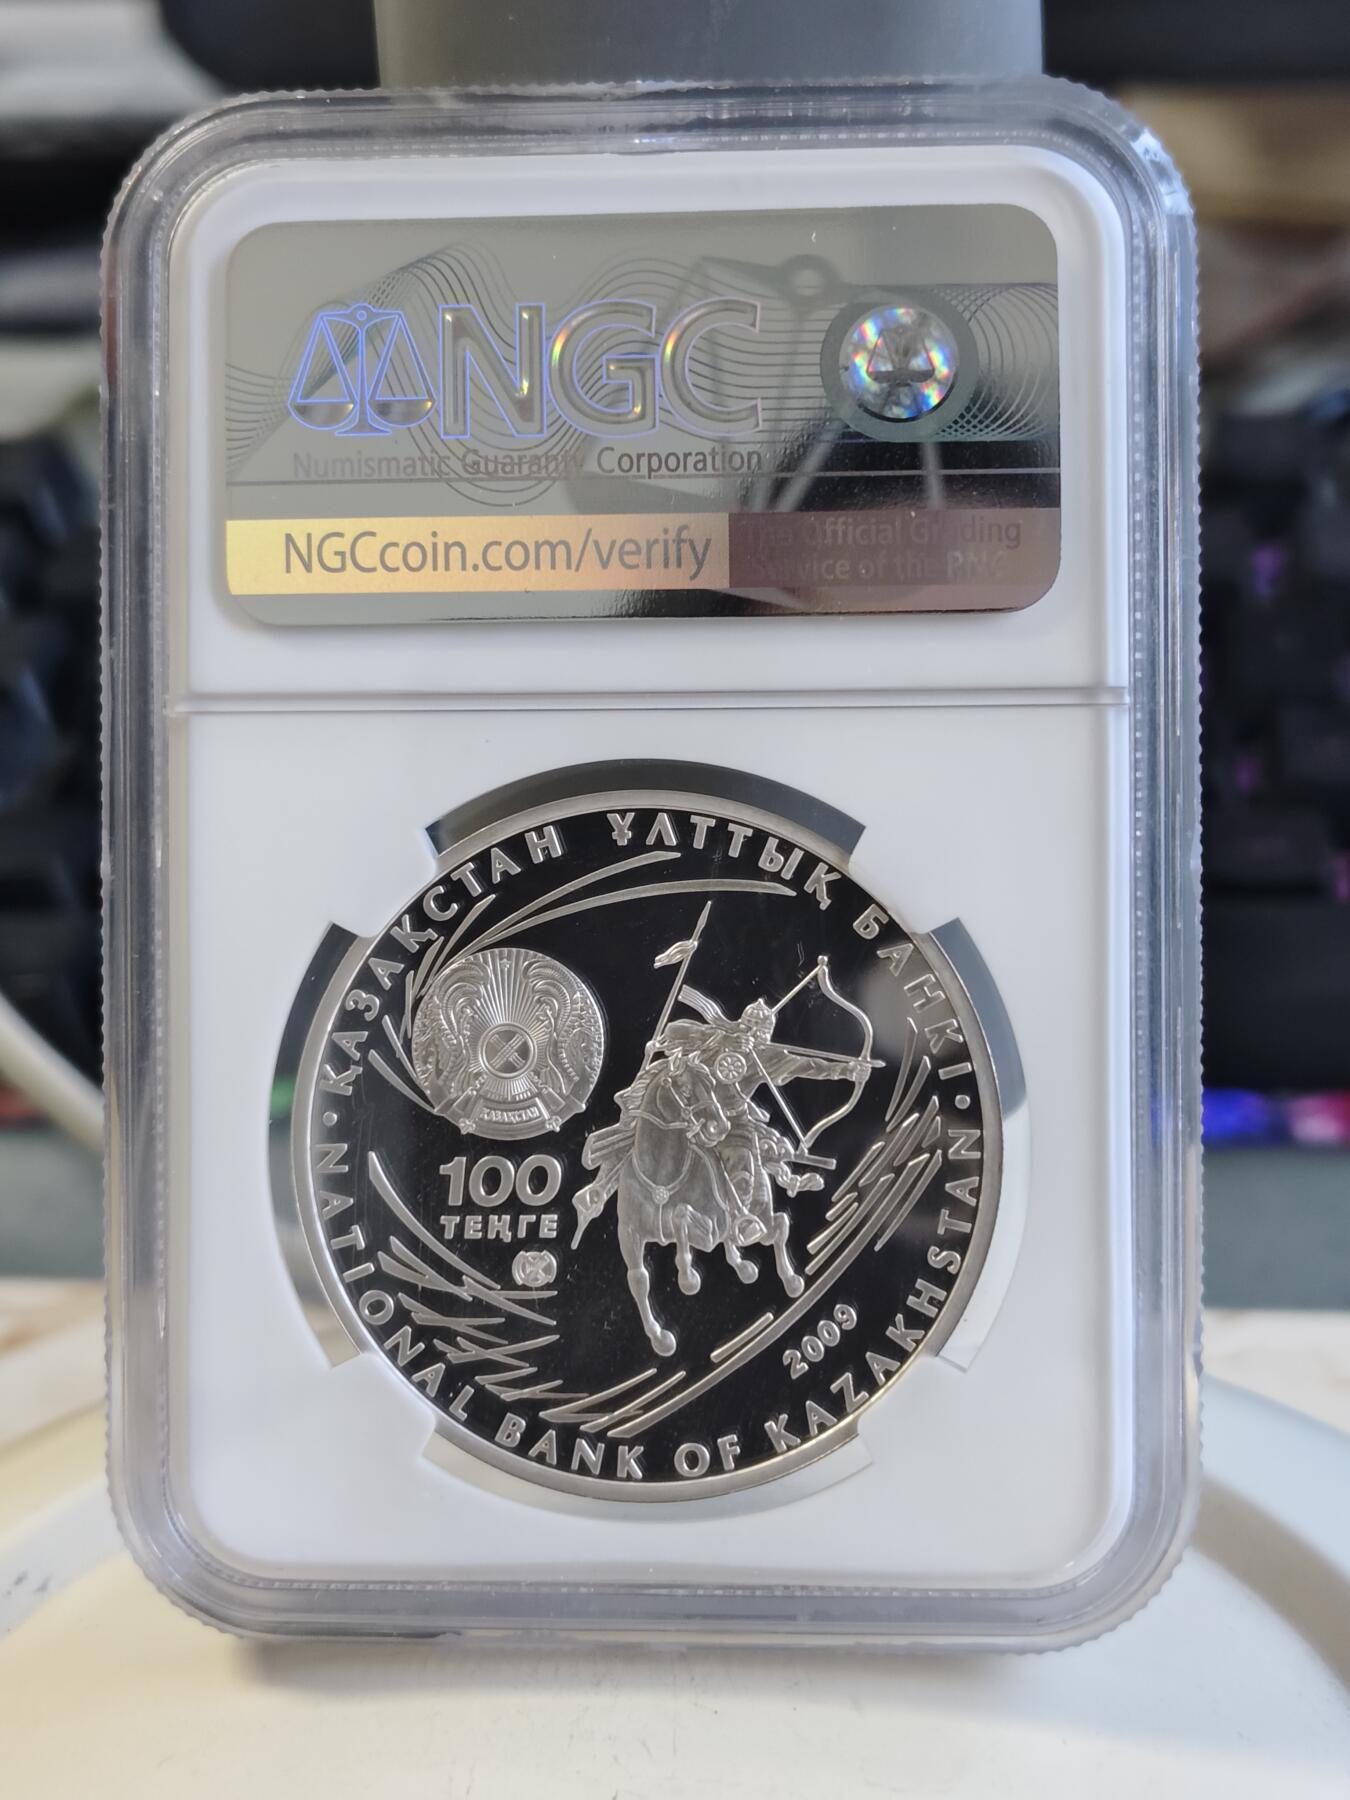 NGC
Numismatic Guaranty Corporation
NGCcoin.com/verify
The Official Grading
Service of the PNG
ҚАЗАҚСТАН ҰЛТТЫҚ БАНКІ
ҚАЗАҚСТАН
100
ТЕҢГЕ
2009
NATIONAL BANK OF KAZAKHSTAN